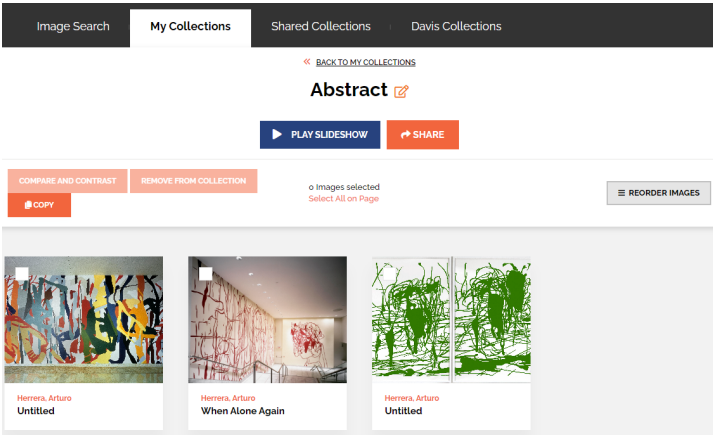 Image Search
My Collections
Shared Collections
Davis Collections
« BACK TO MY COLLECTIONS
Abstract
PLAY SLIDESHOW
SHARE
COMPARE AND CONTRAST
REMOVE FROM COLLECTION
COPY
0 Images selected
Select All on Page
REORDER IMAGES
Herrera, Arturo
Untitled
Herrera, Arturo
When Alone Again
Herrera, Arturo
Untitled